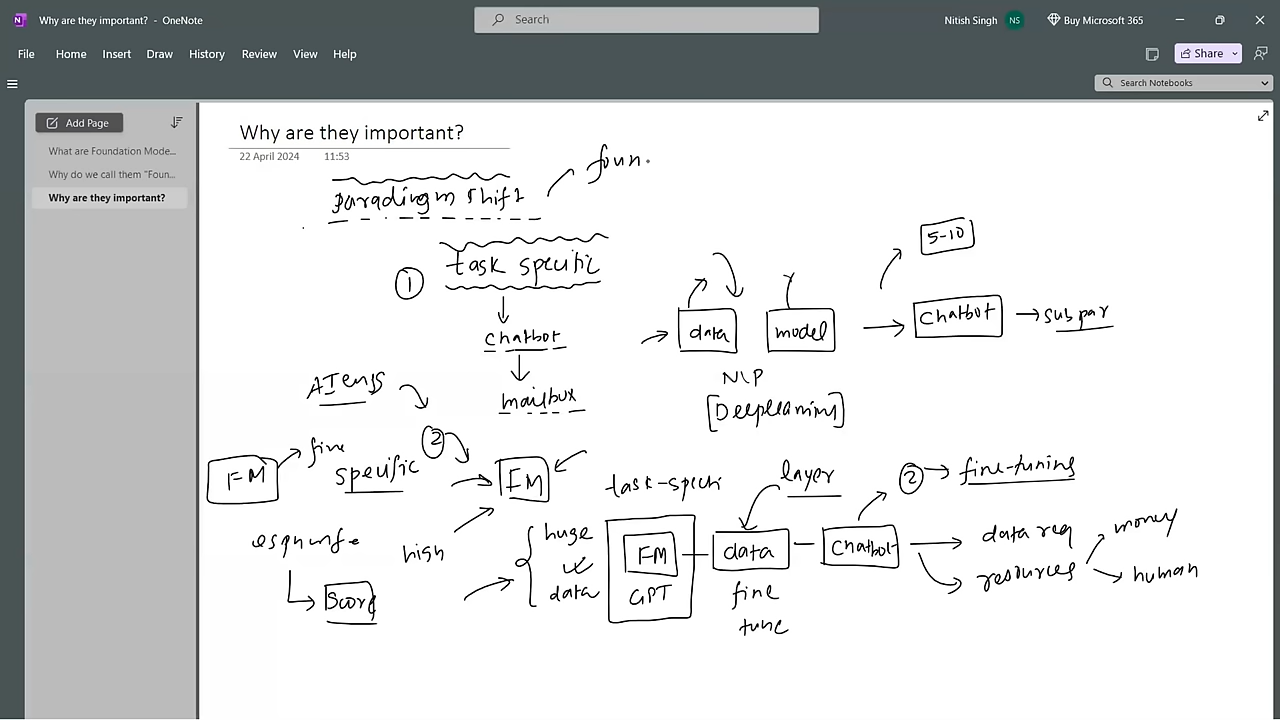 Why are they important? - OneNote
Search
Nitish Singh NS
Buy Microsoft 365
File Home Insert Draw History Review View Help
Share
Search Notebooks
Add Page
What are Foundation Mode...
Why do we call them "Foun...
Why are they important?
Why are they important?
22 April 2024 11:53
foun
Paradigm Shift
5-10
① task specific
data model chatbot → subpar
chatbot
NLP
mailbox
[Deeplearning]
②
FM fine
specific
FM
task-speci
layer
② → fine-tuning
high
huge
data
FM
GPT
data
fine
tune
Chatbot
data req
resources
money
human
Score